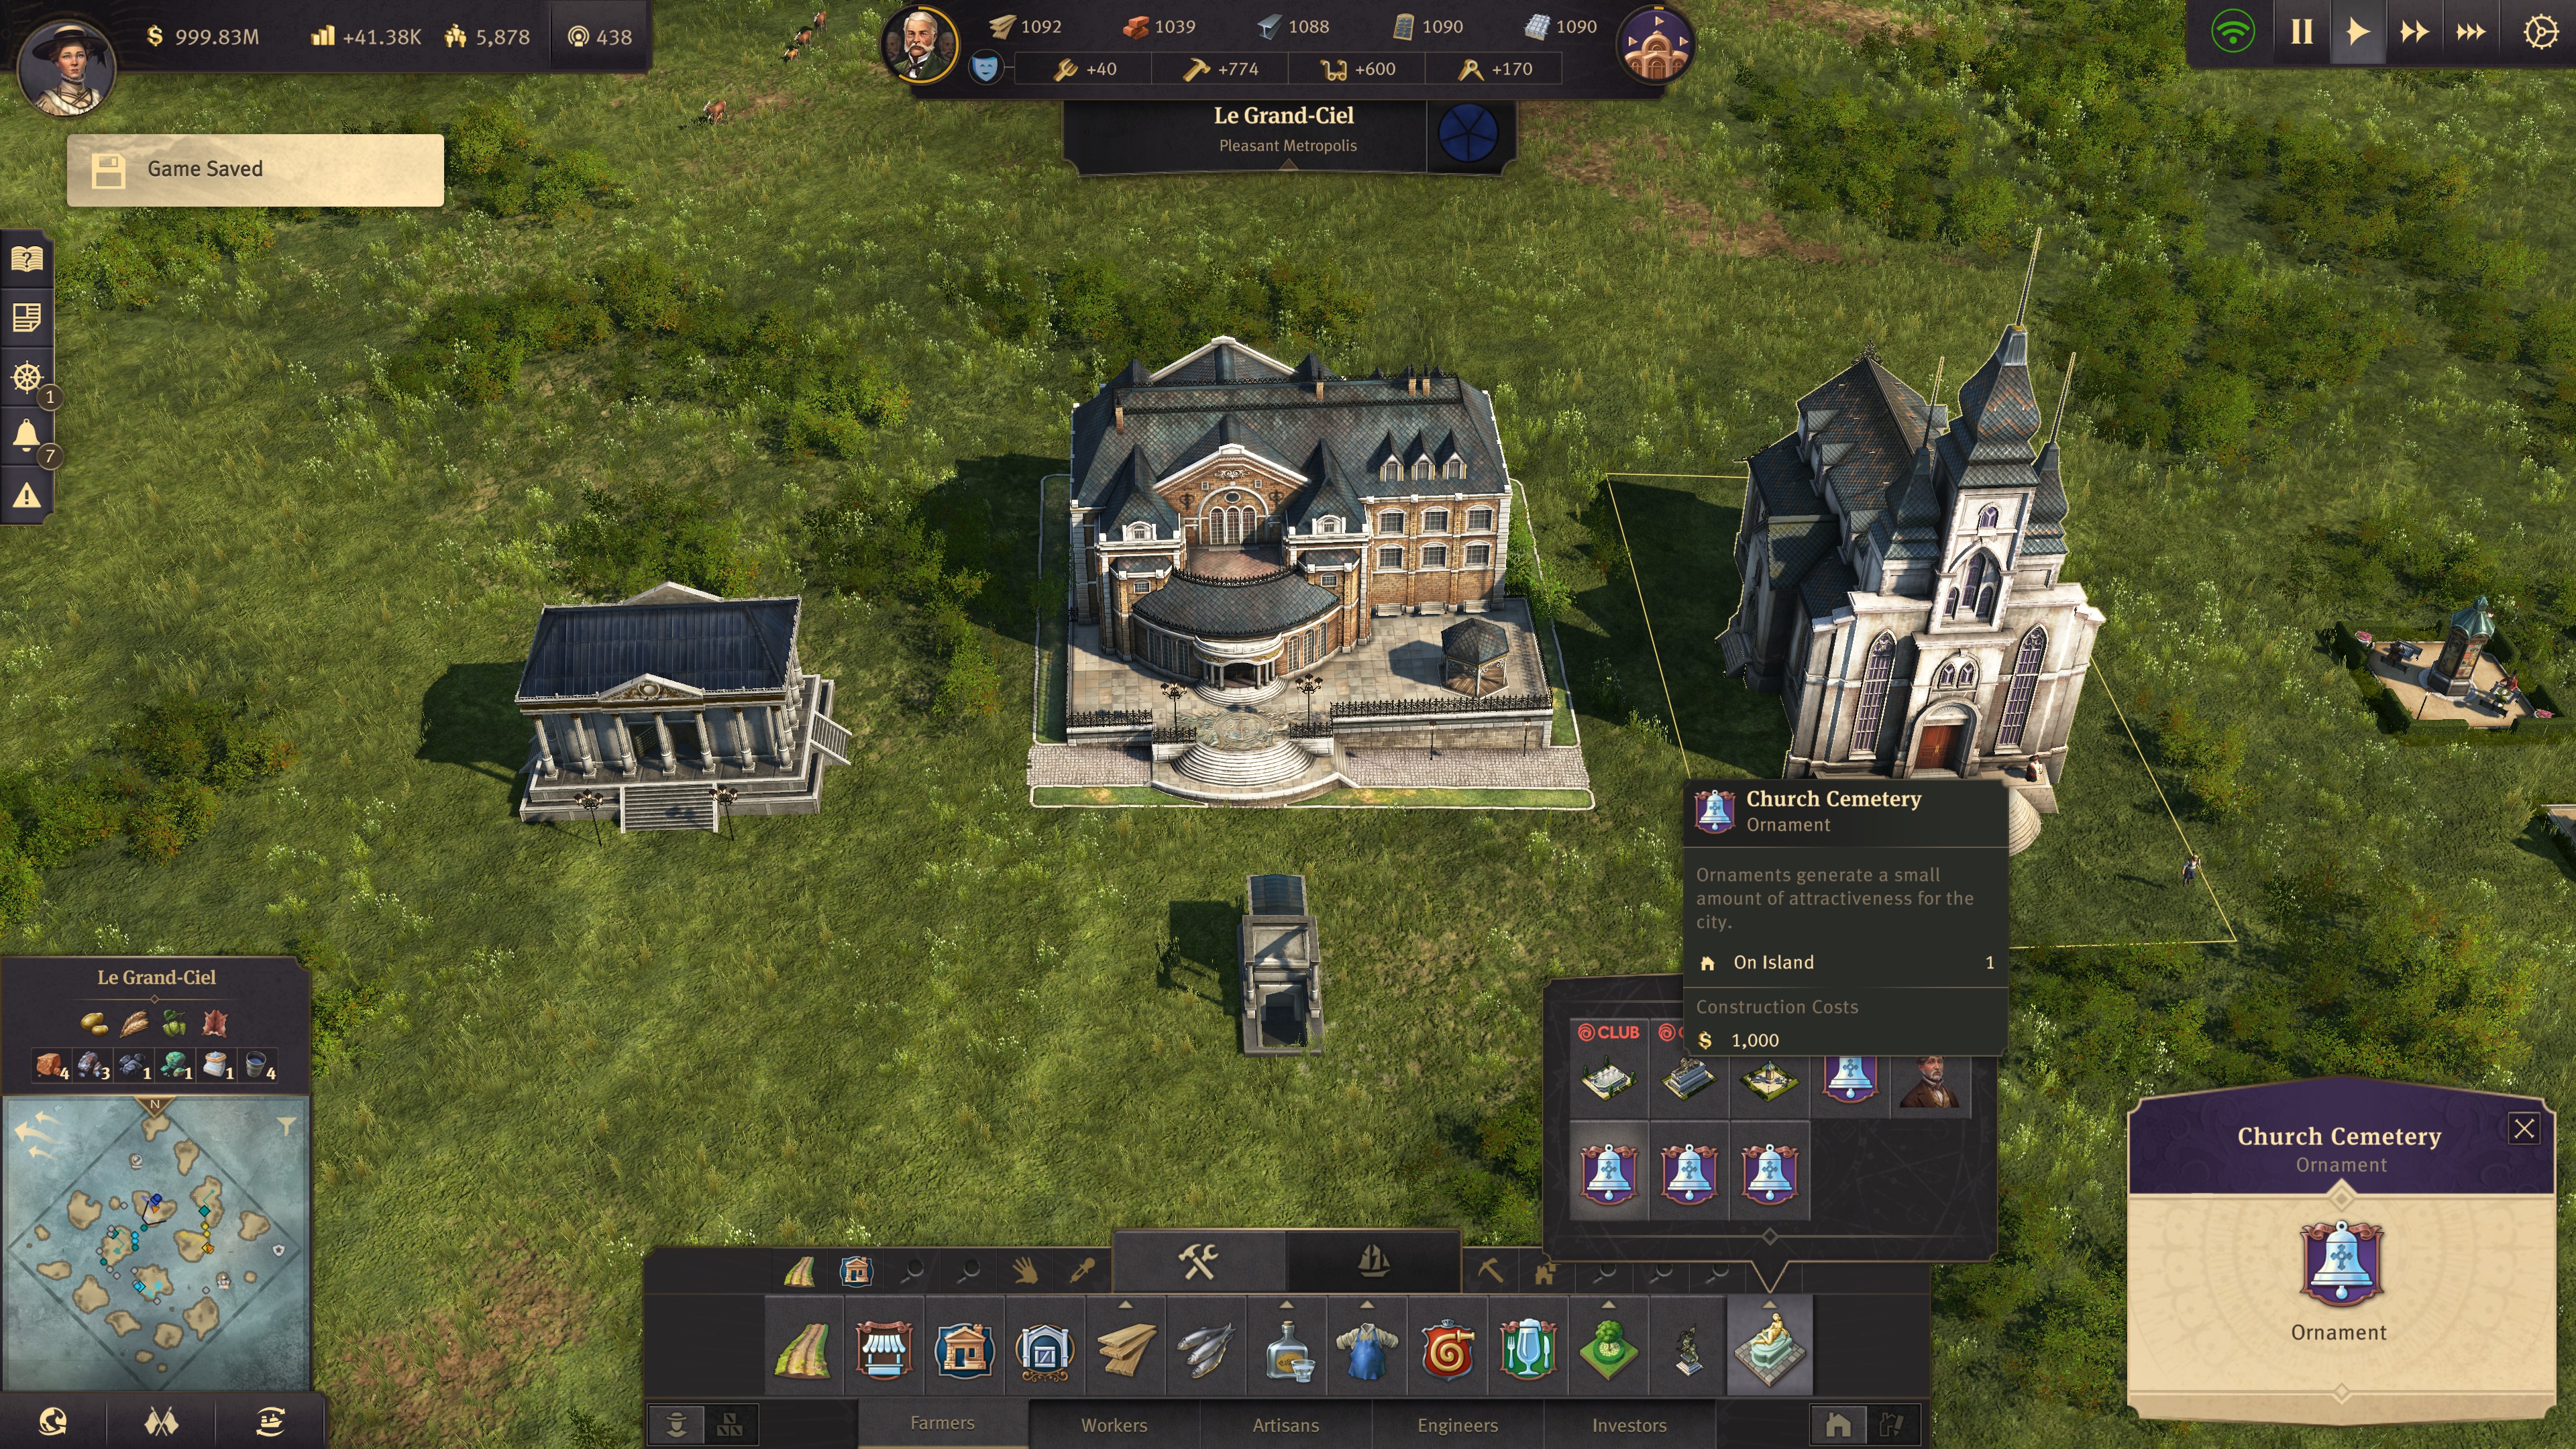 999.83M
+41.38K
5,878
438
1092
1039
1088
1090
1090
+40
+774
+600
+170
Le Grand-Ciel
Pleasant Metropolis
Game Saved
1
7
Church Cemetery
Ornament
Ornaments generate a small
amount of attractiveness for the
city.
On Island 1
Construction Costs
$ 1,000
CLUB
Le Grand-Ciel
4 3 1 1 1 4
N
Church Cemetery
Ornament
Ornament
Farmers
Workers
Artisans
Engineers
Investors